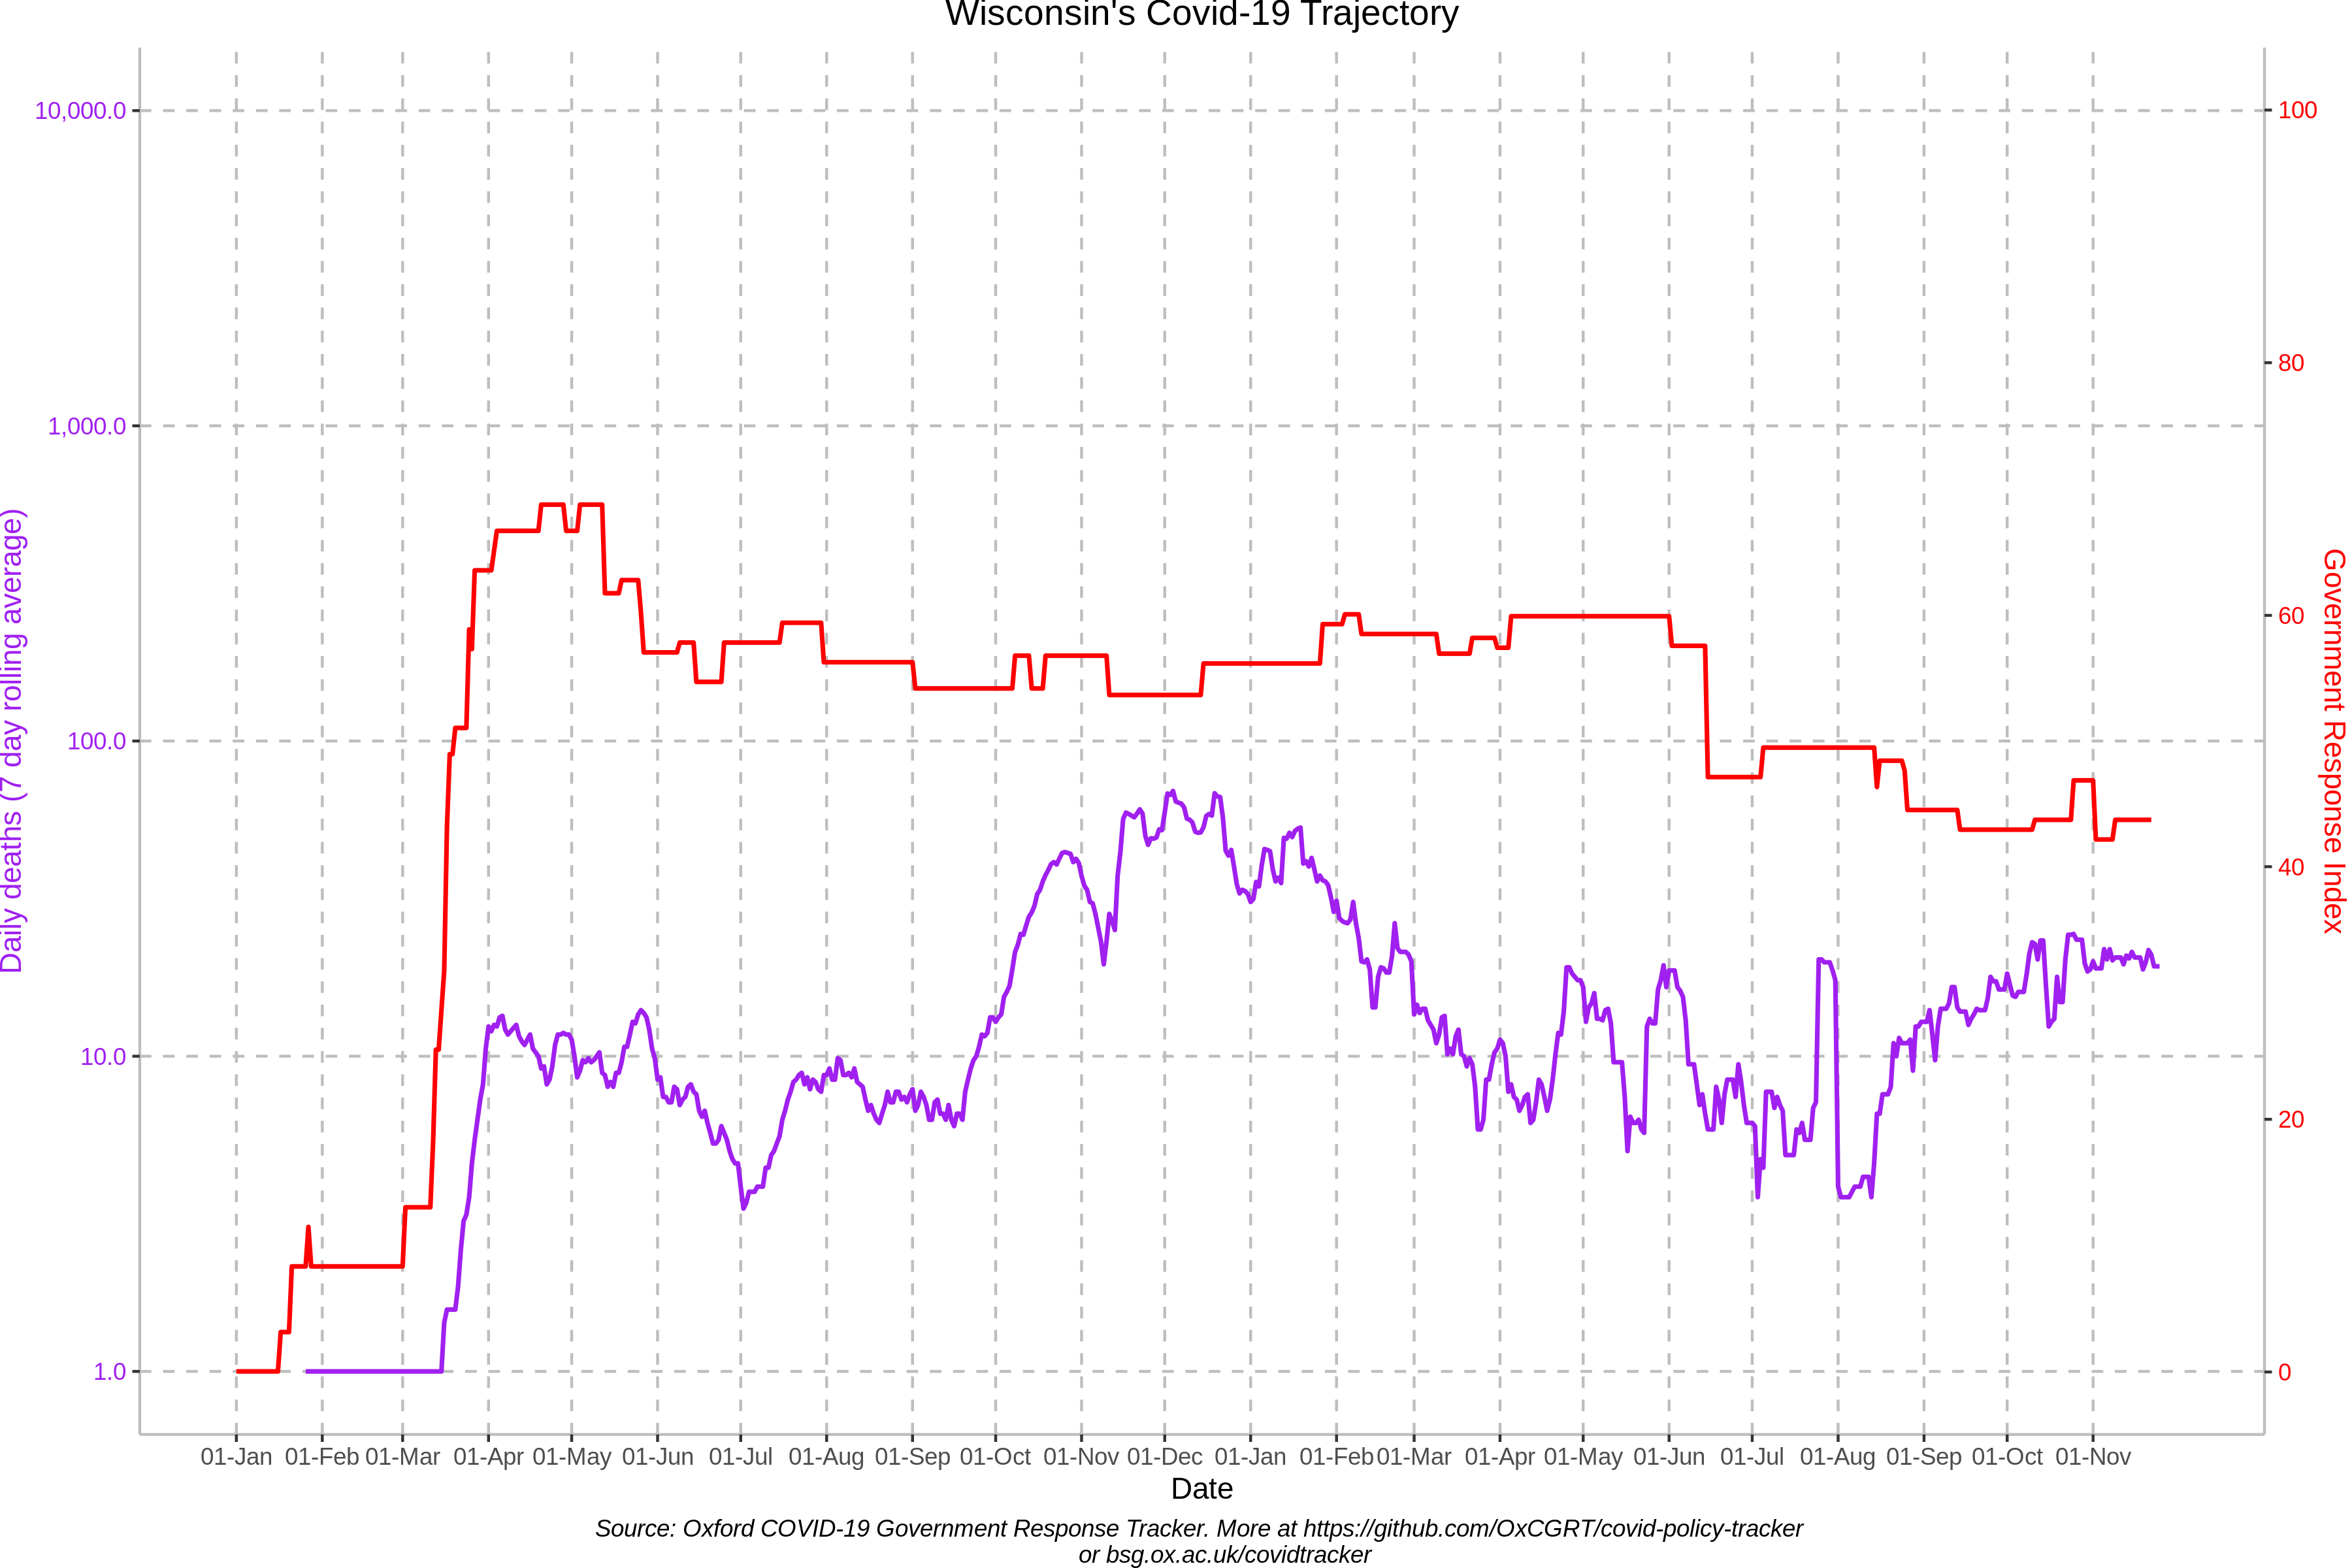 Wisconsin's Covid-19 Trajectory
Daily deaths (7 day rolling average)
10,000.0
1,000.0
100.0
10.0
1.0
100
80
60
40
20
0
Government Response Index
01-Jan 01-Feb 01-Mar 01-Apr 01-May 01-Jun 01-Jul 01-Aug 01-Sep 01-Oct 01-Nov 01-Dec 01-Jan 01-Feb 01-Mar 01-Apr 01-May 01-Jun 01-Jul 01-Aug 01-Sep 01-Oct 01-Nov
Date
Source: Oxford COVID-19 Government Response Tracker. More at https://github.com/OxCGRT/covid-policy-tracker
or bsg.ox.ac.uk/covidtracker